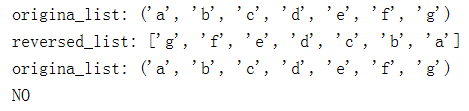 origina_list: ('a', 'b', 'c', 'd', 'e', 'f', 'g')
reversed_list: ['g', 'f', 'e', 'd', 'c', 'b', 'a']
origina_list: ('a', 'b', 'c', 'd', 'e', 'f', 'g')
NO